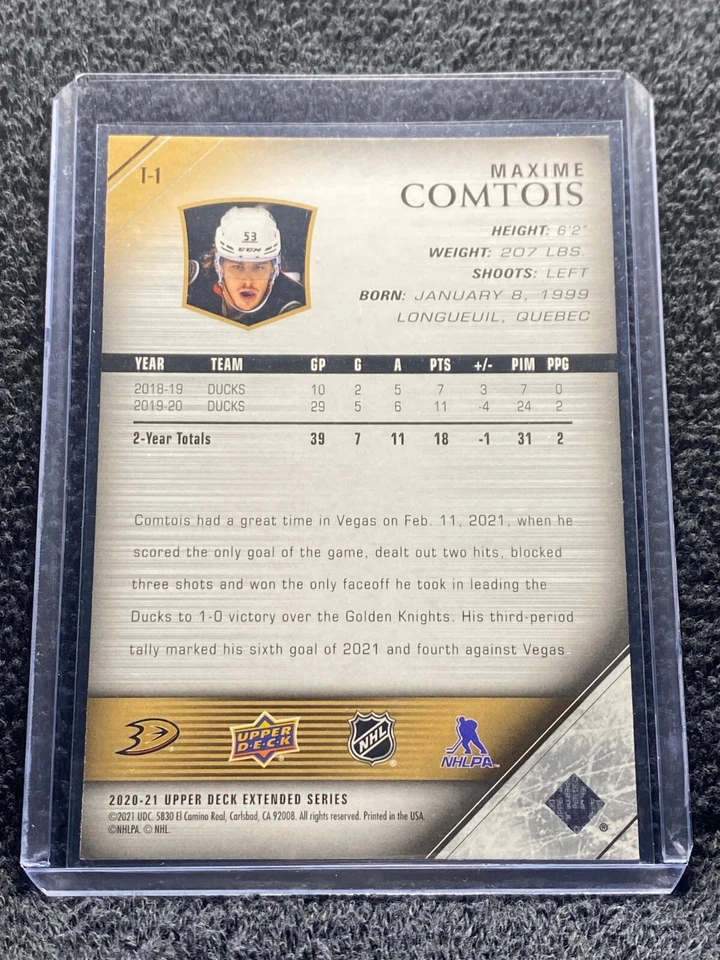 T-1
MAXIME
COMTOIS
53
CCM
HEIGHT: 6'2"
WEIGHT: 207 LBS.
SHOOTS: LEFT
BORN: JANUARY 8, 1999
LONGUEUIL, QUEBEC
YEAR TEAM GP G A PTS +/- PIM PPG
2018-19 DUCKS 10 2 5 7 3 7 0
2019-20 DUCKS 29 5 6 11 -4 24 2
2-Year Totals 39 7 11 18 -1 31 2
Comtois had a great time in Vegas on Feb. 11, 2021, when he
scored the only goal of the game, dealt out two hits, blocked
three shots and won the only faceoff he took in leading the
Ducks to 1-0 victory over the Golden Knights. His third-period
tally marked his sixth goal of 2021 and fourth against Vegas.
UPPER
D·E·C·K
NHL
NHLPA
2020-21 UPPER DECK EXTENDED SERIES
©2021 UDC. 5830 El Camino Real, Carlsbad, CA 92008. All rights reserved. Printed in the USA.
©NHLPA. © NHL.
®